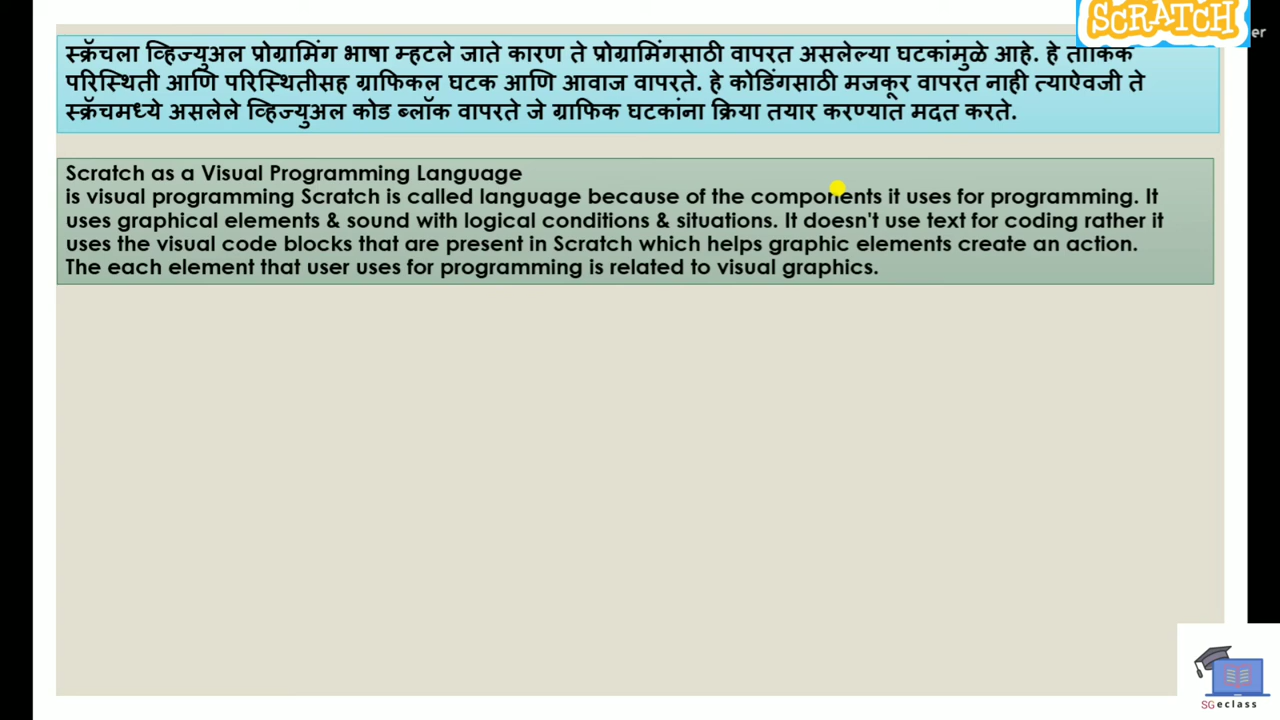 SCRATCH
er
स्क्रॅचला व्हिज्युअल प्रोग्रामिंग भाषा म्हटले जाते कारण ते प्रोग्रामिंगसाठी वापरत असलेल्या घटकांमुळे आहे. हे तार्किक
परिस्थिती आणि परिस्थितीसह ग्राफिकल घटक आणि आवाज वापरते. हे कोडिंगसाठी मजकूर वापरत नाही त्याऐवजी ते
स्क्रॅचमध्ये असलेले व्हिज्युअल कोड ब्लॉक वापरते जे ग्राफिक घटकांना क्रिया तयार करण्यात मदत करते.
Scratch as a Visual Programming Language
is visual programming Scratch is called language because of the components it uses for programming. It
uses graphical elements & sound with logical conditions & situations. It doesn't use text for coding rather it
uses the visual code blocks that are present in Scratch which helps graphic elements create an action.
The each element that user uses for programming is related to visual graphics.
SGeclass